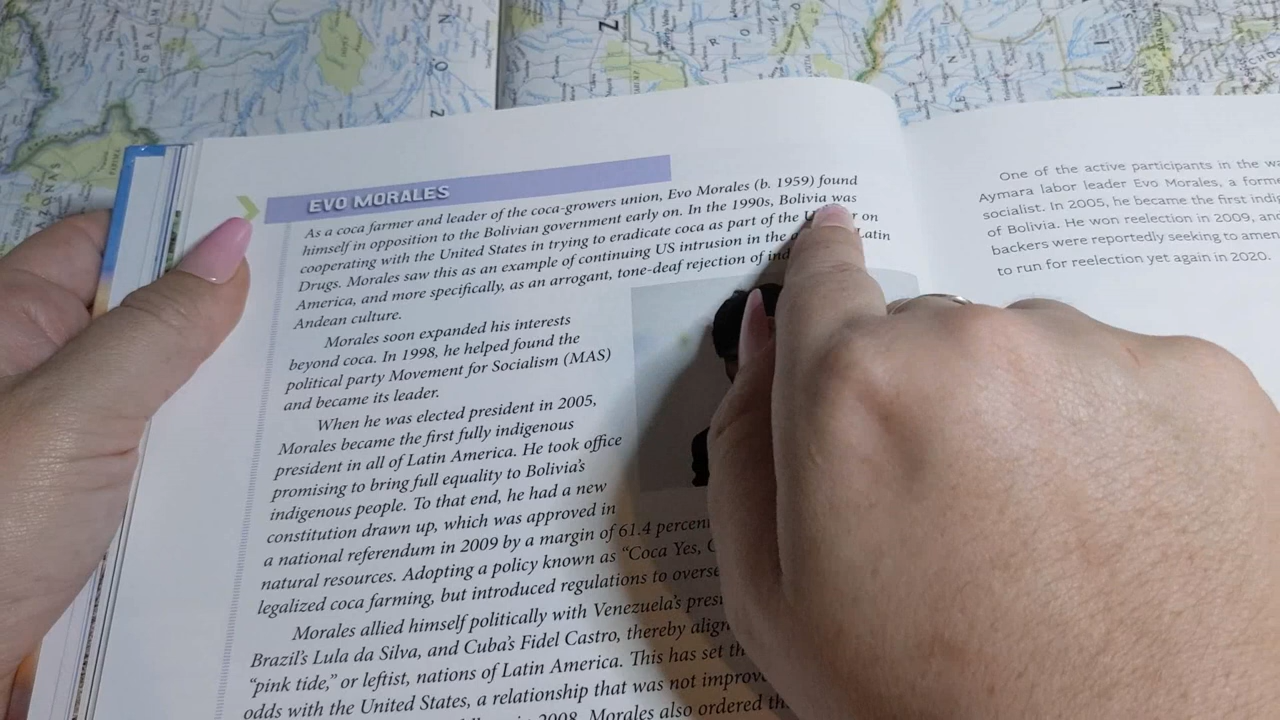 EVO MORALES
As a coca farmer and leader of the coca-growers union, Evo Morales (b. 1959) found
himself in opposition to the Bolivian government early on. In the 1990s, Bolivia was
cooperating with the United States in trying to eradicate coca as part of the on
Drugs. Morales saw this as an example of continuing US intrusion in the Latin
America, and more specifically, as an arrogant, tone-deaf rejection of
Andean culture.
Morales soon expanded his interests
beyond coca. In 1998, he helped found the
political party Movement for Socialism (MAS)
and became its leader.
When he was elected president in 2005,
Morales became the first fully indigenous
president in all of Latin America. He took office
promising to bring full equality to Bolivia's
indigenous people. To that end, he had a new
constitution drawn up, which was approved in
a national referendum in 2009 by a margin of 61.4 percent
natural resources. Adopting a policy known as "Coca Yes,
legalized coca farming, but introduced regulations to
Morales allied himself politically with Venezuela's
Brazil's Lula da Silva, and Cuba's Fidel Castro, thereby
"pink tide," or leftist, nations of Latin America. This has set
odds with the United States, a relationship that was not
in 2008. Morales also ordered
One of the active participants in the
Aymara labor leader Evo Morales, a
socialist. In 2005, he became the first
of Bolivia. He won reelection in 2009,
backers were reportedly seeking to
to run for reelection yet again in 2020.